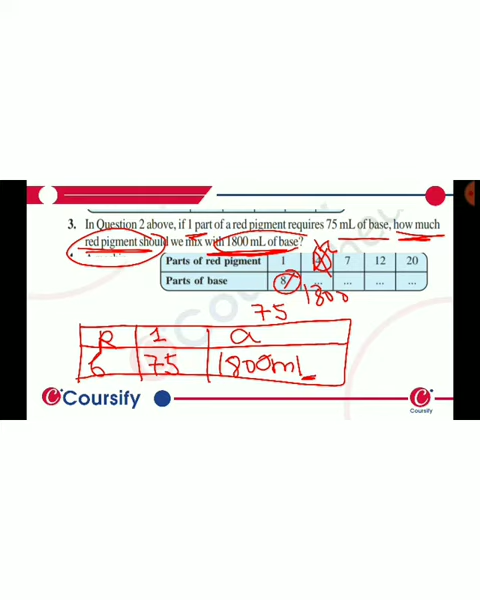 3. In Question 2 above, if 1 part of a red pigment requires 75 mL of base, how much
red pigment should we mix with 1800 mL of base?
Parts of red pigment 1 7 12 20
Parts of base 8 ... ... ... ...
1800
75
R 1 a
b 75 1800ml
Coursify
Coursify